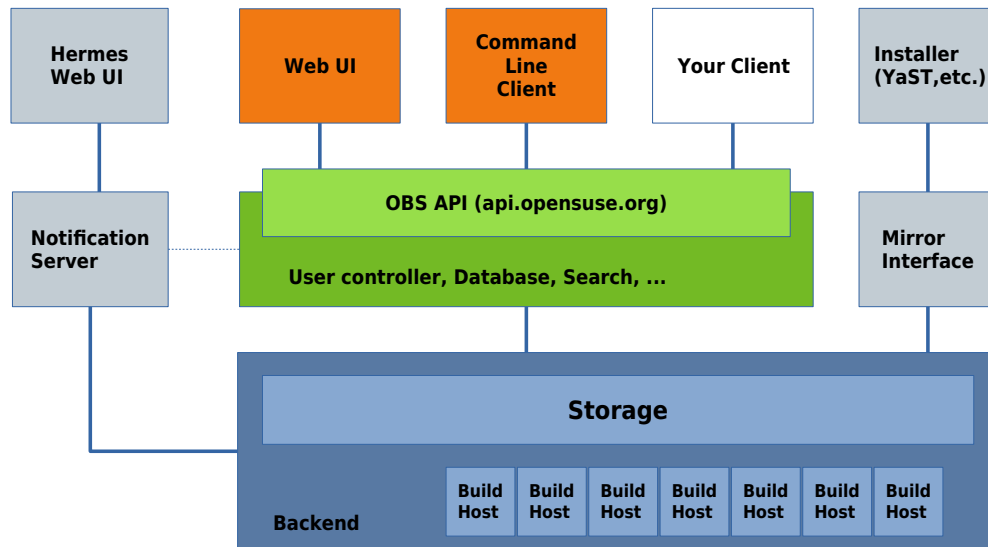 Hermes
Web UI
Web UI
Command
Line
Client
Your Client
Installer
(YaST,etc.)
OBS API (api.opensuse.org)
Notification
Server
User controller, Database, Search, ...
Mirror
Interface
Storage
Backend
Build
Host
Build
Host
Build
Host
Build
Host
Build
Host
Build
Host
Build
Host